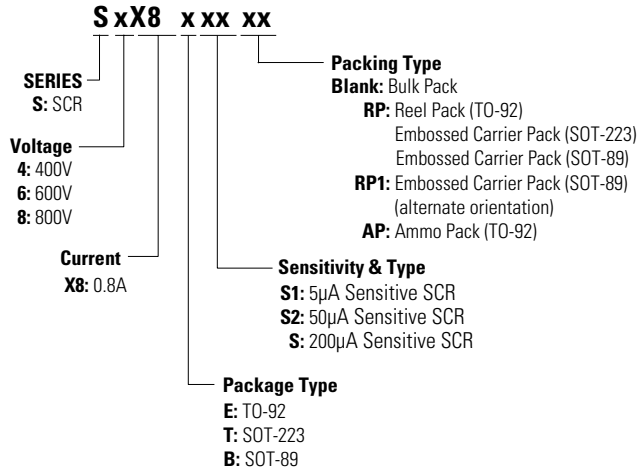 S xX8 x xx xx
SERIES
S: SCR
Voltage
4: 400V
6: 600V
8: 800V
Current
X8: 0.8A
Packing Type
Blank: Bulk Pack
RP: Reel Pack (TO-92)
Embossed Carrier Pack (SOT-223)
Embossed Carrier Pack (SOT-89)
RP1: Embossed Carrier Pack (SOT-89)
(alternate orientation)
AP: Ammo Pack (TO-92)
Sensitivity & Type
S1: 5µA Sensitive SCR
S2: 50µA Sensitive SCR
S: 200µA Sensitive SCR
Package Type
E: TO-92
T: SOT-223
B: SOT-89